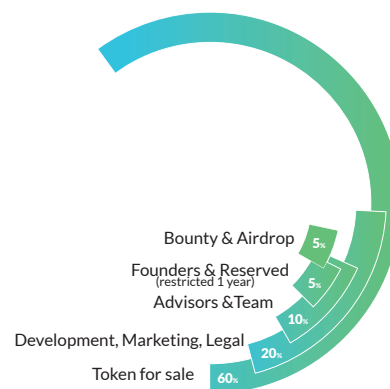 Bounty & Airdrop 5%
Founders & Reserved 5%
(restricted 1 year)
Advisors &Team 10%
Development, Marketing, Legal 20%
Token for sale 60%